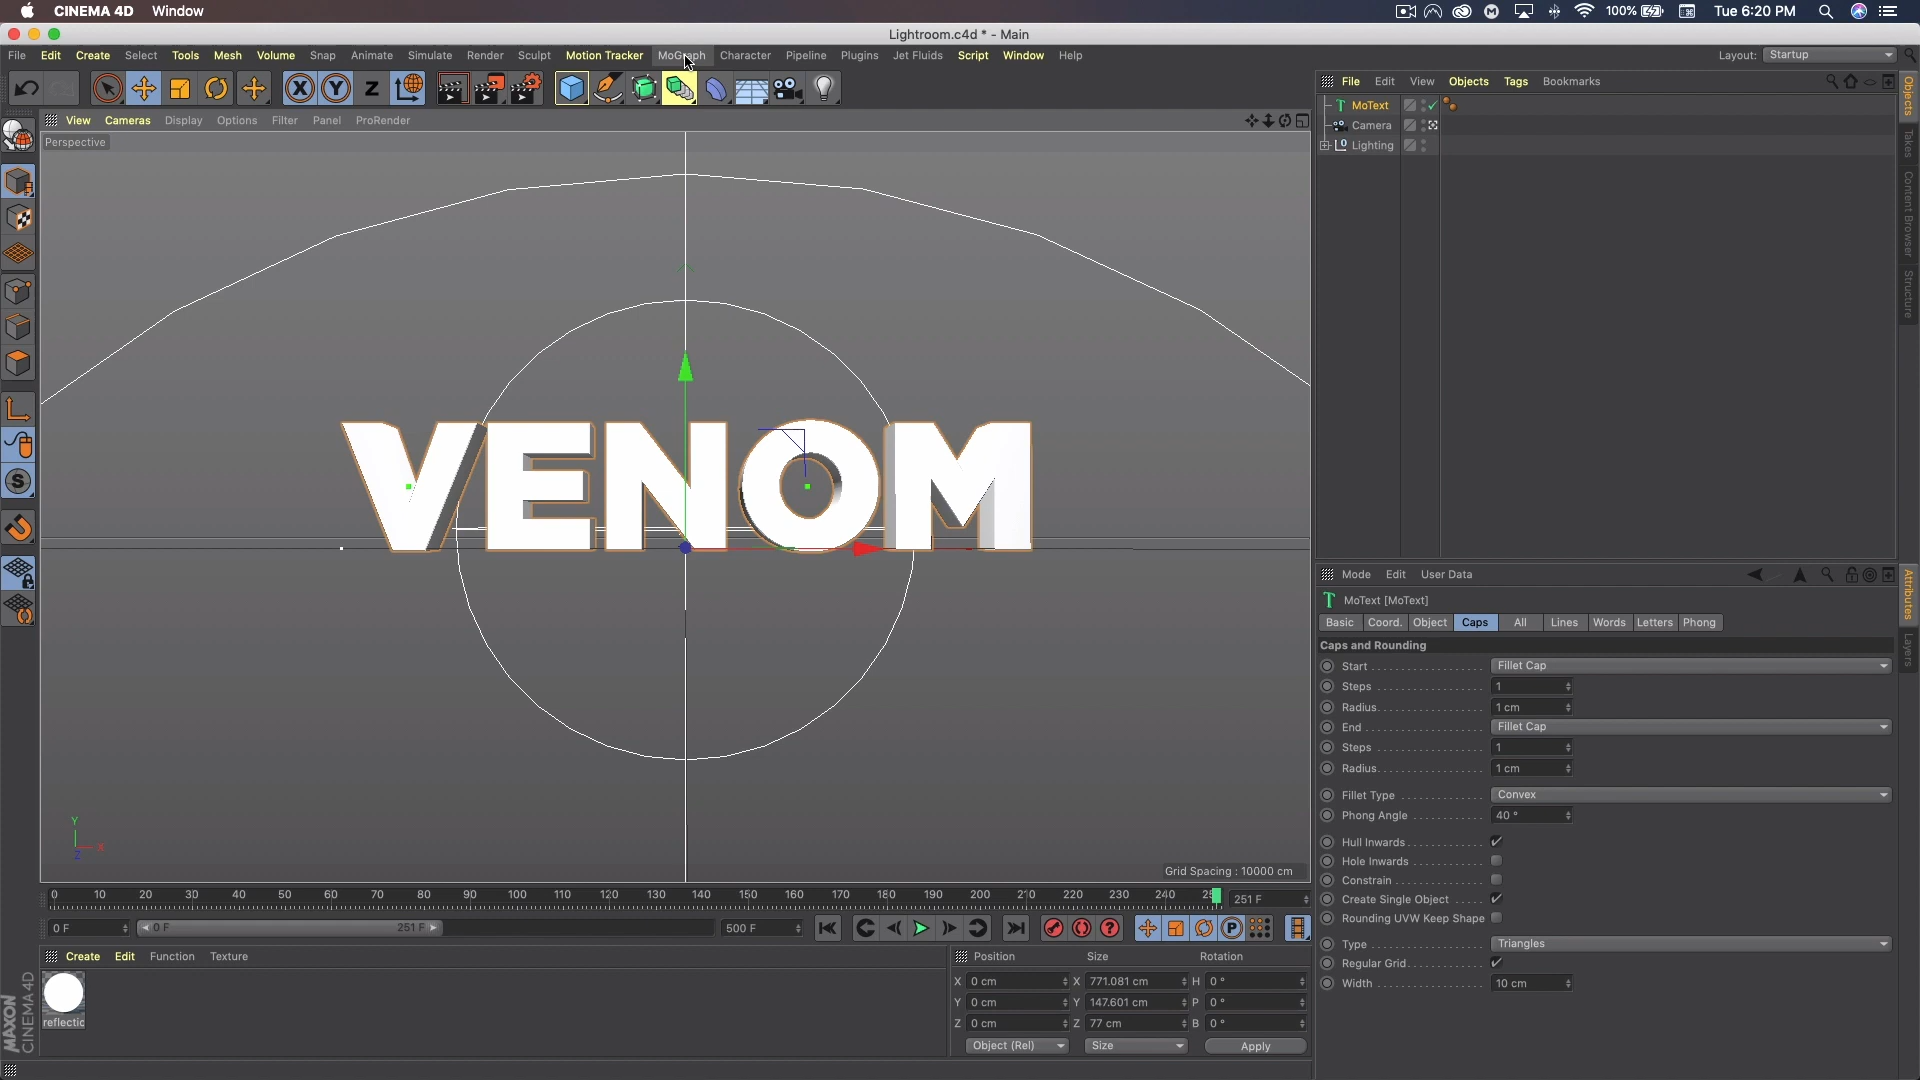 CINEMA 4D Window 100% Tue 6:20 PM
Lightroom.c4d * - Main
File Edit Create Select Tools Mesh Volume Snap Animate Simulate Render Sculpt Motion Tracker MoGraph Character Pipeline Plugins Jet Fluids Script Window Help Layout: Startup
X Y Z
File Edit View Objects Tags Bookmarks
MoText
Camera
Lighting
Objects
Takes
Content Browser
Structure
View Cameras Display Options Filter Panel ProRender
Perspective
VENOM
Y
X
Z
Grid Spacing : 10000 cm
Mode Edit User Data
MoText [MoText]
Basic Coord. Object Caps All Lines Words Letters Phong
Caps and Rounding
Start Fillet Cap
Steps 1
Radius 1 cm
End Fillet Cap
Steps 1
Radius 1 cm
Fillet Type Convex
Phong Angle 40 °
Hull Inwards
Hole Inwards
Constrain
Create Single Object
Rounding UVW Keep Shape
Type Triangles
Regular Grid
Width 10 cm
Attributes
Layers
0 10 20 30 40 50 60 70 80 90 100 110 120 130 140 150 160 170 180 190 200 210 220 230 240 251 F
0 F 0 F 251 F 500 F
Create Edit Function Texture
reflectic
MAXON
CINEMA 4D
Position Size Rotation
X 0 cm X 771.081 cm H 0 °
Y 0 cm Y 147.601 cm P 0 °
Z 0 cm Z 77 cm B 0 °
Object (Rel) Size Apply